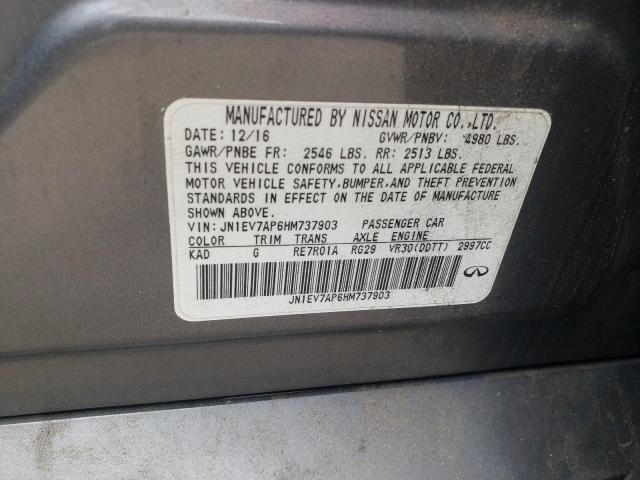 MANUFACTURED BY NISSAN MOTOR CO.,LTD.
DATE: 12/16 GVWR/PNBV: 4980 LBS.
GAWR/PNBE FR: 2546 LBS. RR: 2513 LBS.
THIS VEHICLE CONFORMS TO ALL APPLICABLE FEDERAL
MOTOR VEHICLE SAFETY, BUMPER, AND THEFT PREVENTION
STANDARDS IN EFFECT ON THE DATE OF MANUFACTURE
SHOWN ABOVE.
VIN: JN1EV7AP6HM737903 PASSENGER CAR
COLOR TRIM TRANS AXLE ENGINE
KAD G RE7R01A RG29 VR30(DDTT) 2997CC
JN1EV7AP6HM737903